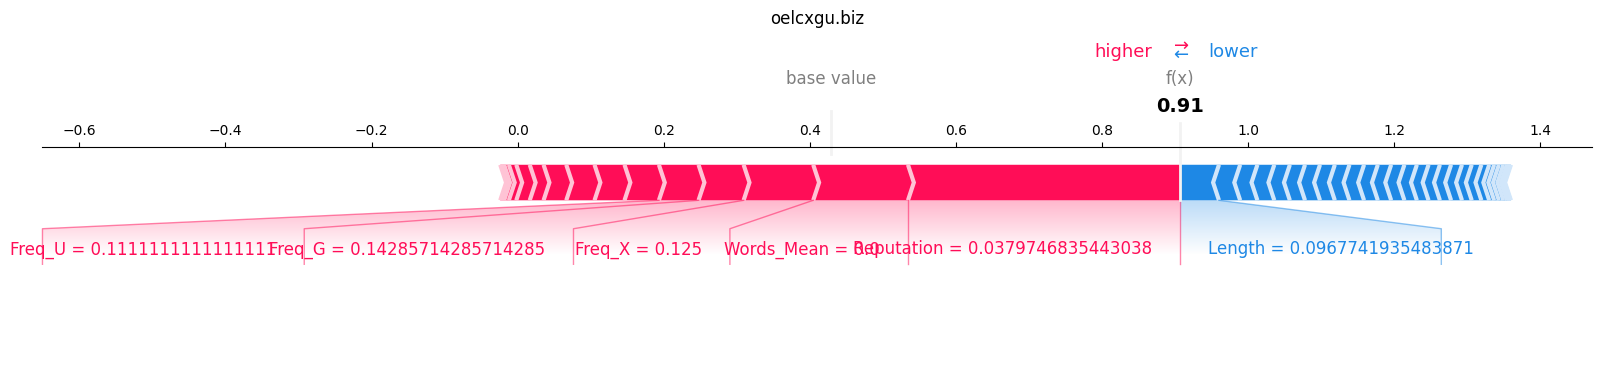 oelcxgu.biz
higher → ← lower
base value f(x)
0.91
−0.6 −0.4 −0.2 0.0 0.2 0.4 0.6 0.8 1.0 1.2 1.4
Freq_U = 0.1111111111111111 Freq_G = 0.14285714285714285 Freq_X = 0.125 Words_Mean = 0.0 Reputation = 0.0379746835443038 Length = 0.0967741935483871